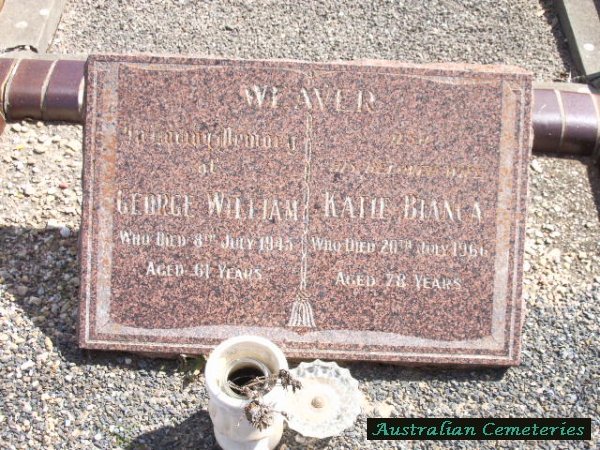 WEAVER
In Loving Memory
of
GEORGE WILLIAM
WHO DIED 8TH JULY 1945
AGED 61 YEARS
KATIE BIANCA
WHO DIED 20TH JULY 1966
AGED 78 YEARS
Australian Cemeteries